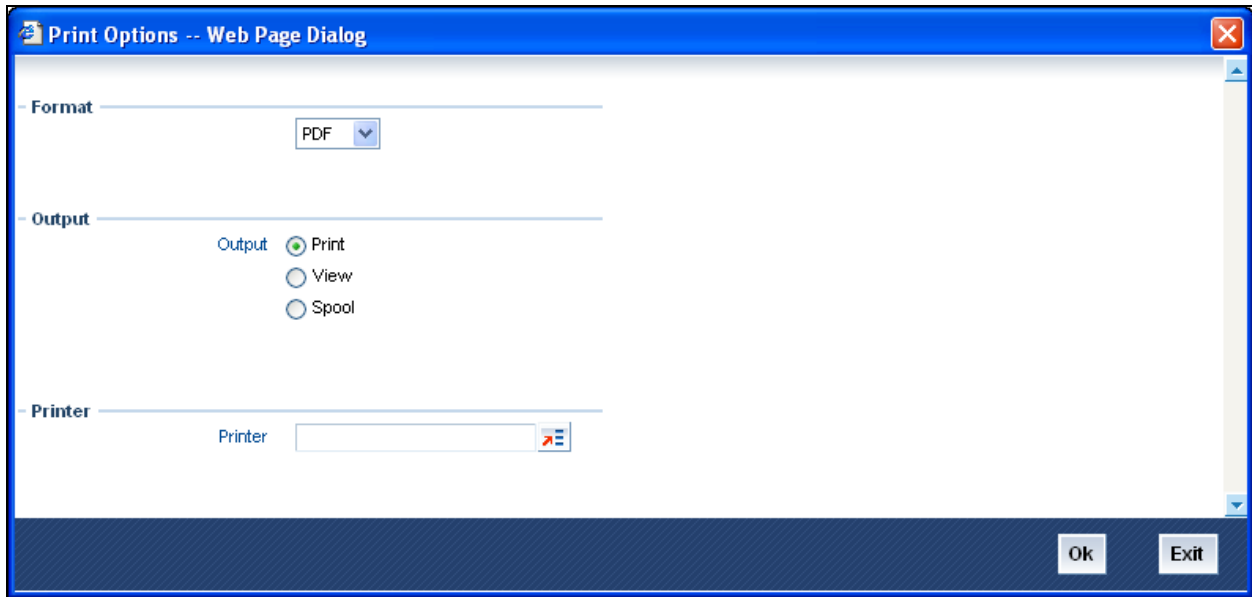 Print Options -- Web Page Dialog
Format
PDF
Output
Output Print
View
Spool
Printer
Printer
Ok Exit